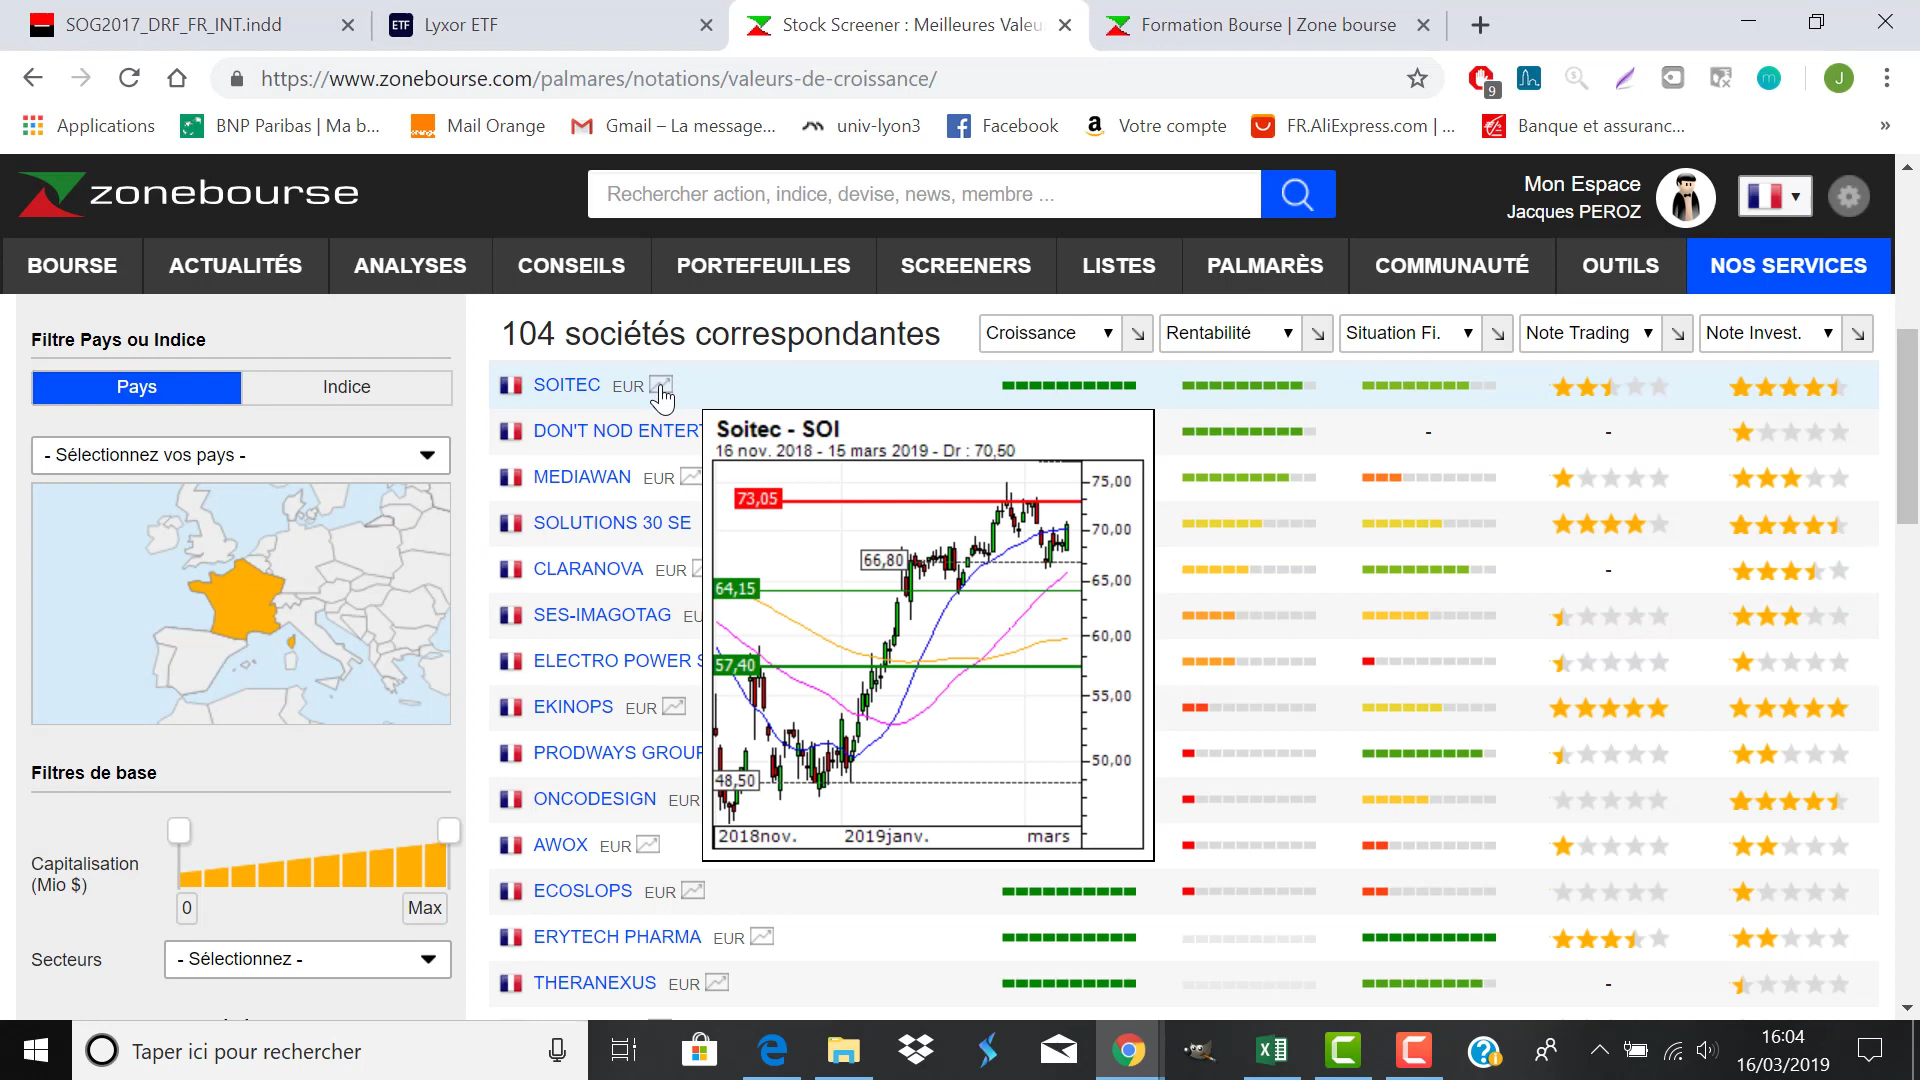 SOG2017_DRF_FR_INT.indd
ETF Lyxor ETF
Stock Screener : Meilleures Valeu
Formation Bourse | Zone bourse
https://www.zonebourse.com/palmares/notations/valeurs-de-croissance/
9
m
J
Applications
BNP Paribas | Ma b...
Mail Orange
Gmail – La message...
univ-lyon3
Facebook
Votre compte
FR.AliExpress.com | ...
Banque et assuranc...
»
zonebourse
Rechercher action, indice, devise, news, membre ...
Mon Espace
Jacques PEROZ
BOURSE
ACTUALITÉS
ANALYSES
CONSEILS
PORTEFEUILLES
SCREENERS
LISTES
PALMARÈS
COMMUNAUTÉ
OUTILS
NOS SERVICES
Filtre Pays ou Indice
Pays
Indice
- Sélectionnez vos pays -
Filtres de base
Capitalisation
(Mio $)
0
Max
Secteurs
- Sélectionnez -
104 sociétés correspondantes
Croissance
Rentabilité
Situation Fi.
Note Trading
Note Invest.
SOITEC EUR
DON'T NOD ENTER
- -
MEDIAWAN EUR
SOLUTIONS 30 SE
CLARANOVA EUR
-
SES-IMAGOTAG EU
ELECTRO POWER S
EKINOPS EUR
PRODWAYS GROUP
ONCODESIGN EUR
AWOX EUR
ECOSLOPS EUR
ERYTECH PHARMA EUR
THERANEXUS EUR
-
Soitec - SOI
16 nov. 2018 - 15 mars 2019 - Dr : 70,50
73,05
66,80
64,15
57,40
48,50
75,00
70,00
65,00
60,00
55,00
50,00
2018nov.
2019janv.
mars
Taper ici pour rechercher
16:04
16/03/2019